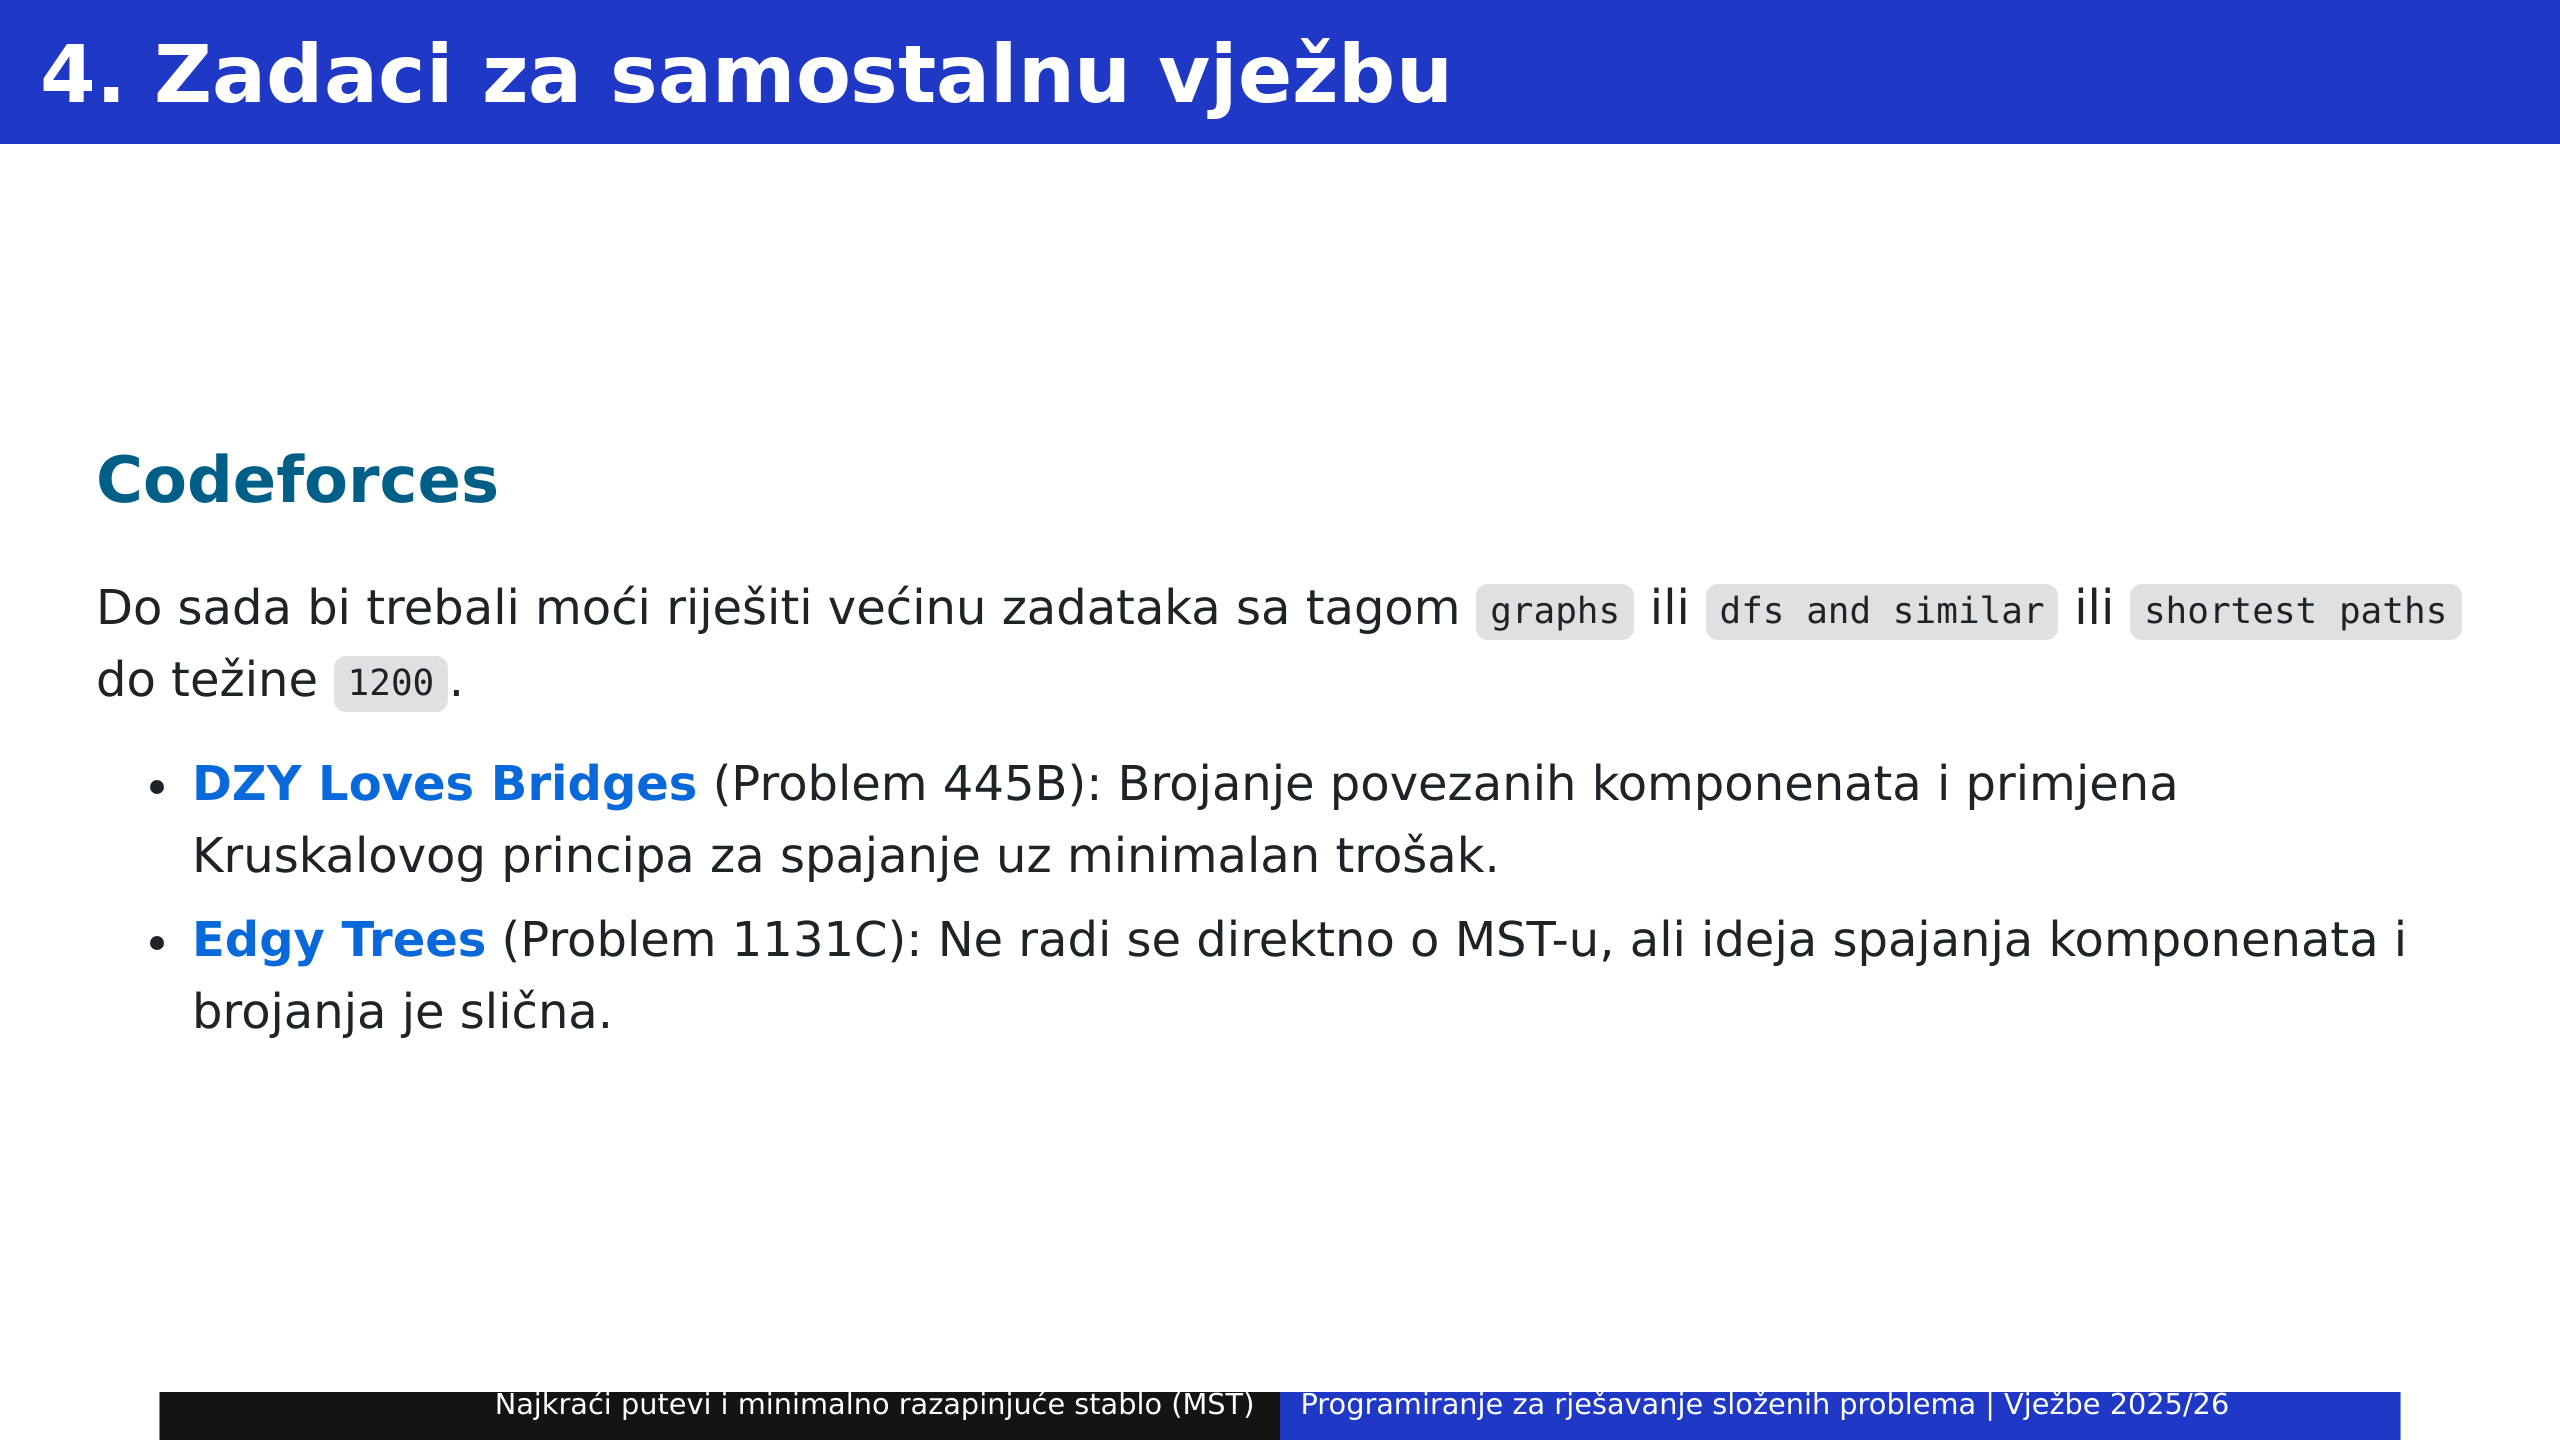 4. Zadaci za samostalnu vježbu
Codeforces
Do sada bi trebali moći riješiti većinu zadataka sa tagom graphs ili dfs and similar ili shortest paths
do težine 1200.
• DZY Loves Bridges (Problem 445B): Brojanje povezanih komponenata i primjena
Kruskalovog principa za spajanje uz minimalan trošak.
• Edgy Trees (Problem 1131C): Ne radi se direktno o MST-u, ali ideja spajanja komponenata i
brojanja je slična.
Najkraći putevi i minimalno razapinjuće stablo (MST)
Programiranje za rješavanje složenih problema | Vježbe 2025/26